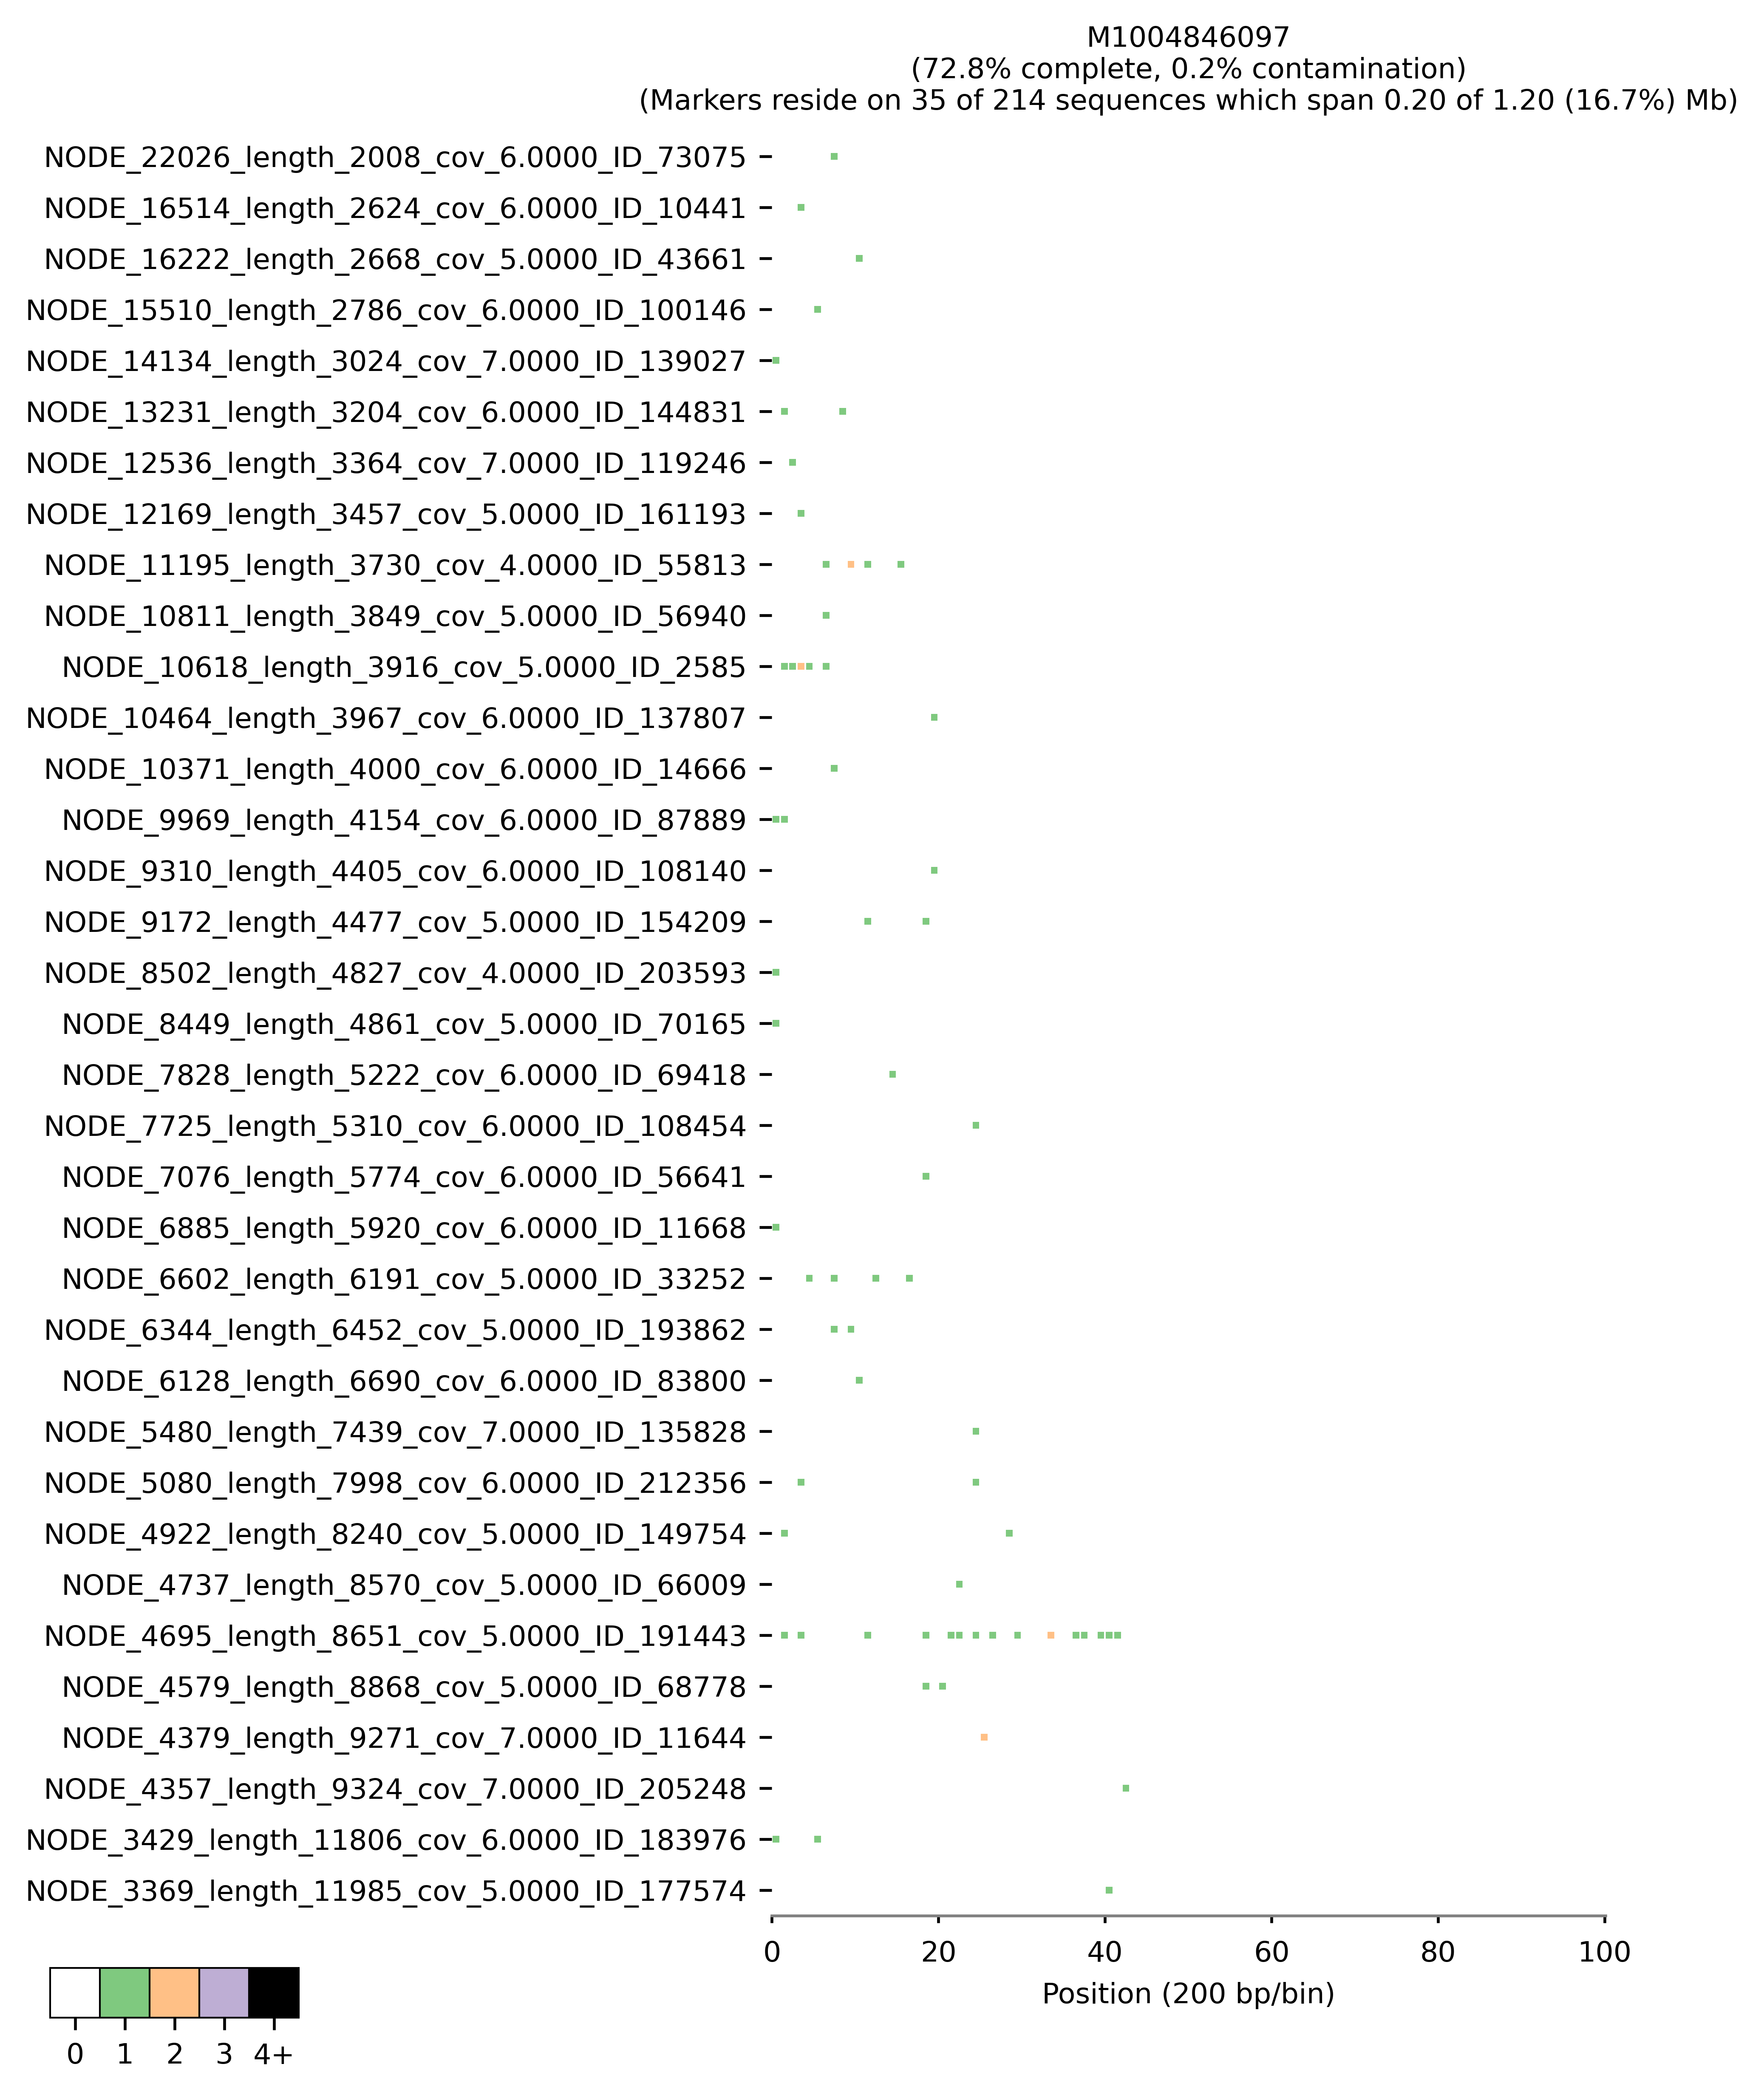 M1004846097
(72.8% complete, 0.2% contamination)
(Markers reside on 35 of 214 sequences which span 0.20 of 1.20 (16.7%) Mb)
NODE_22026_length_2008_cov_6.0000_ID_73075
NODE_16514_length_2624_cov_6.0000_ID_10441
NODE_16222_length_2668_cov_5.0000_ID_43661
NODE_15510_length_2786_cov_6.0000_ID_100146
NODE_14134_length_3024_cov_7.0000_ID_139027
NODE_13231_length_3204_cov_6.0000_ID_144831
NODE_12536_length_3364_cov_7.0000_ID_119246
NODE_12169_length_3457_cov_5.0000_ID_161193
NODE_11195_length_3730_cov_4.0000_ID_55813
NODE_10811_length_3849_cov_5.0000_ID_56940
NODE_10618_length_3916_cov_5.0000_ID_2585
NODE_10464_length_3967_cov_6.0000_ID_137807
NODE_10371_length_4000_cov_6.0000_ID_14666
NODE_9969_length_4154_cov_6.0000_ID_87889
NODE_9310_length_4405_cov_6.0000_ID_108140
NODE_9172_length_4477_cov_5.0000_ID_154209
NODE_8502_length_4827_cov_4.0000_ID_203593
NODE_8449_length_4861_cov_5.0000_ID_70165
NODE_7828_length_5222_cov_6.0000_ID_69418
NODE_7725_length_5310_cov_6.0000_ID_108454
NODE_7076_length_5774_cov_6.0000_ID_56641
NODE_6885_length_5920_cov_6.0000_ID_11668
NODE_6602_length_6191_cov_5.0000_ID_33252
NODE_6344_length_6452_cov_5.0000_ID_193862
NODE_6128_length_6690_cov_6.0000_ID_83800
NODE_5480_length_7439_cov_7.0000_ID_135828
NODE_5080_length_7998_cov_6.0000_ID_212356
NODE_4922_length_8240_cov_5.0000_ID_149754
NODE_4737_length_8570_cov_5.0000_ID_66009
NODE_4695_length_8651_cov_5.0000_ID_191443
NODE_4579_length_8868_cov_5.0000_ID_68778
NODE_4379_length_9271_cov_7.0000_ID_11644
NODE_4357_length_9324_cov_7.0000_ID_205248
NODE_3429_length_11806_cov_6.0000_ID_183976
NODE_3369_length_11985_cov_5.0000_ID_177574
0 20 40 60 80 100
Position (200 bp/bin)
0 1 2 3 4+